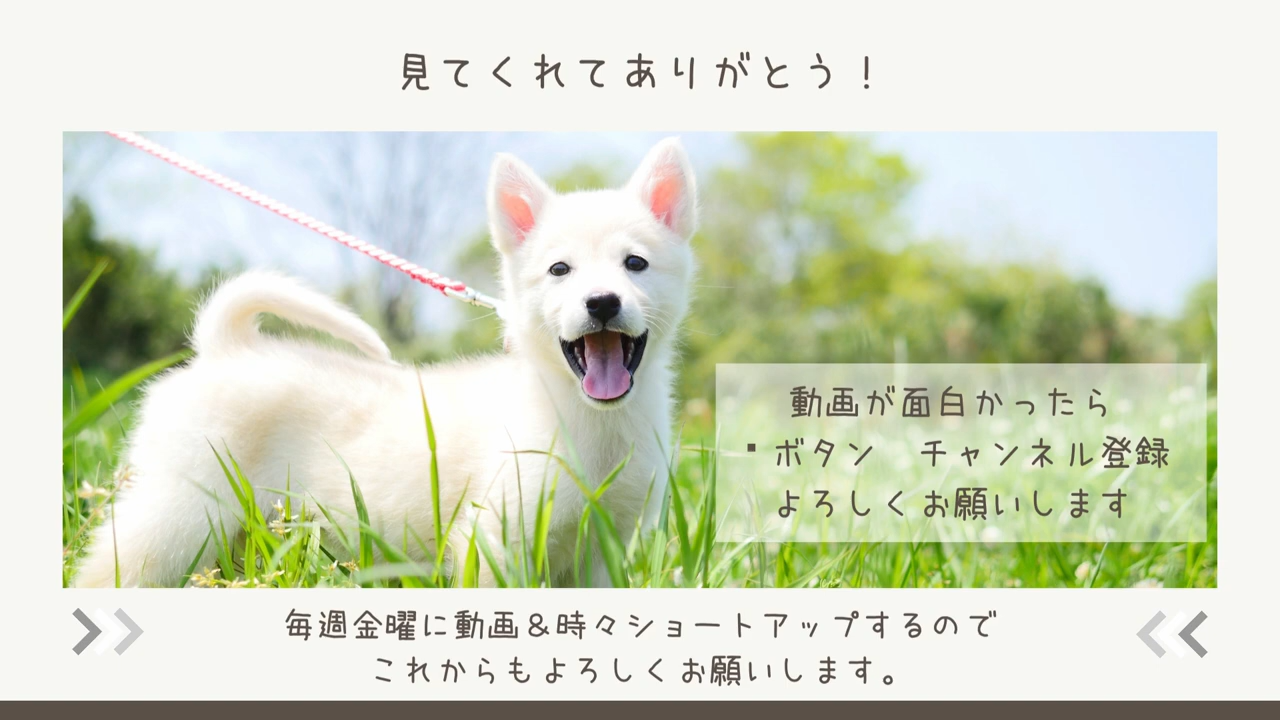 見てくれてありがとう！
動画が面白かったら
▪ボタン　チャンネル登録
よろしくお願いします
毎週金曜に動画＆時々ショートアップするので
これからもよろしくお願いします。